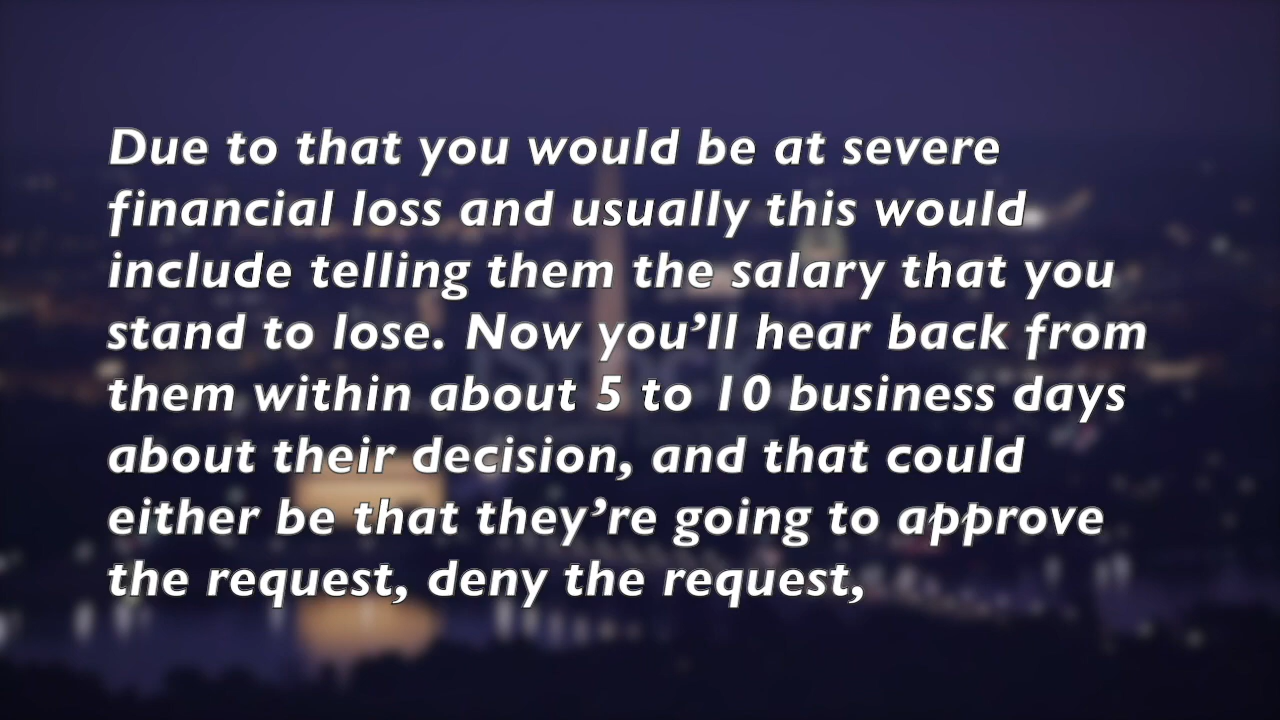 Due to that you would be at severe
financial loss and usually this would
include telling them the salary that you
stand to lose. Now you’ll hear back from
them within about 5 to 10 business days
about their decision, and that could
either be that they’re going to approve
the request, deny the request,